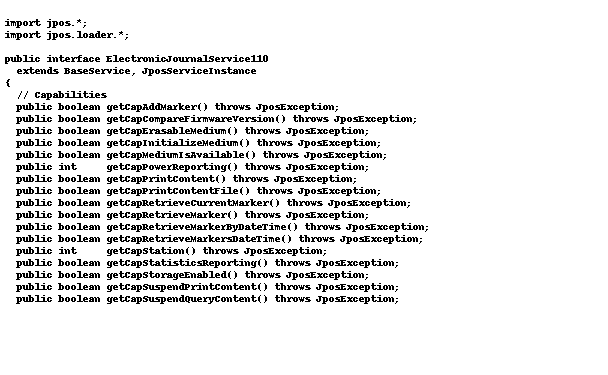 import jpos.*;
import jpos.loader.*;

public interface ElectronicJournalService110
  extends BaseService, JposServiceInstance
{
  // Capabilities
  public boolean getCapAddMarker() throws JposException;
  public boolean getCapCompareFirmwareVersion() throws JposException;
  public boolean getCapErasableMedium() throws JposException;
  public boolean getCapInitializeMedium() throws JposException;
  public boolean getCapMediumIsAvailable() throws JposException;
  public int     getCapPowerReporting() throws JposException;
  public boolean getCapPrintContent() throws JposException;
  public boolean getCapPrintContentFile() throws JposException;
  public boolean getCapRetrieveCurrentMarker() throws JposException;
  public boolean getCapRetrieveMarker() throws JposException;
  public boolean getCapRetrieveMarkerByDateTime() throws JposException;
  public boolean getCapRetrieveMarkersDateTime() throws JposException;
  public int     getCapStation() throws JposException;
  public boolean getCapStatisticsReporting() throws JposException;
  public boolean getCapStorageEnabled() throws JposException;
  public boolean getCapSuspendPrintContent() throws JposException;
  public boolean getCapSuspendQueryContent() throws JposException;